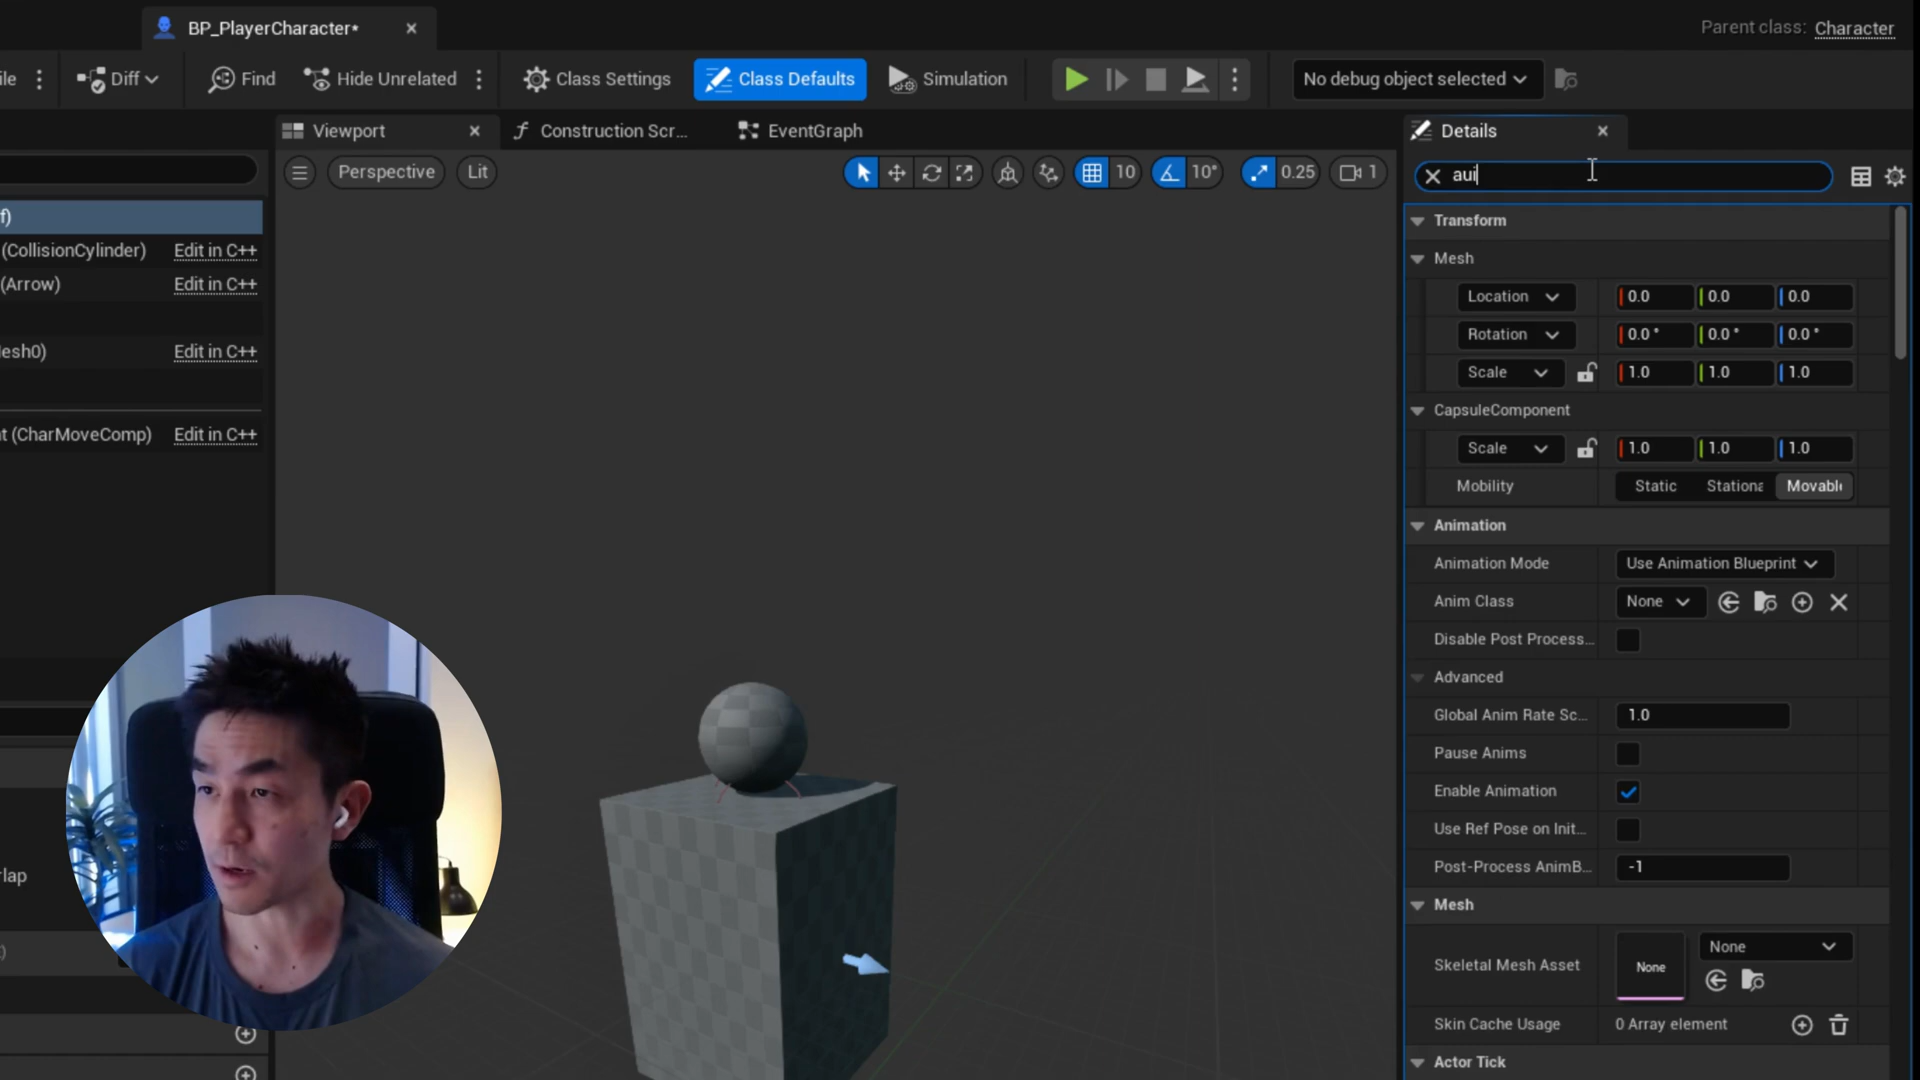 BP_PlayerCharacter*
Parent class: Character
Diff
Find
Hide Unrelated
Class Settings
Class Defaults
Simulation
No debug object selected
Viewport
Construction Scr...
EventGraph
Details
Perspective
Lit
10
10°
0.25
1
aui
(CollisionCylinder) Edit in C++
(Arrow) Edit in C++
Edit in C++
(CharMoveComp) Edit in C++
Transform
Mesh
Location 0.0 0.0 0.0
Rotation 0.0 ° 0.0 ° 0.0 °
Scale 1.0 1.0 1.0
CapsuleComponent
Scale 1.0 1.0 1.0
Mobility Static Stationa Movabl
Animation
Animation Mode Use Animation Blueprint
Anim Class None
Disable Post Process...
Advanced
Global Anim Rate Sc... 1.0
Pause Anims
Enable Animation
Use Ref Pose on Init...
Post-Process AnimB... -1
Mesh
Skeletal Mesh Asset None None
Skin Cache Usage 0 Array element
Actor Tick